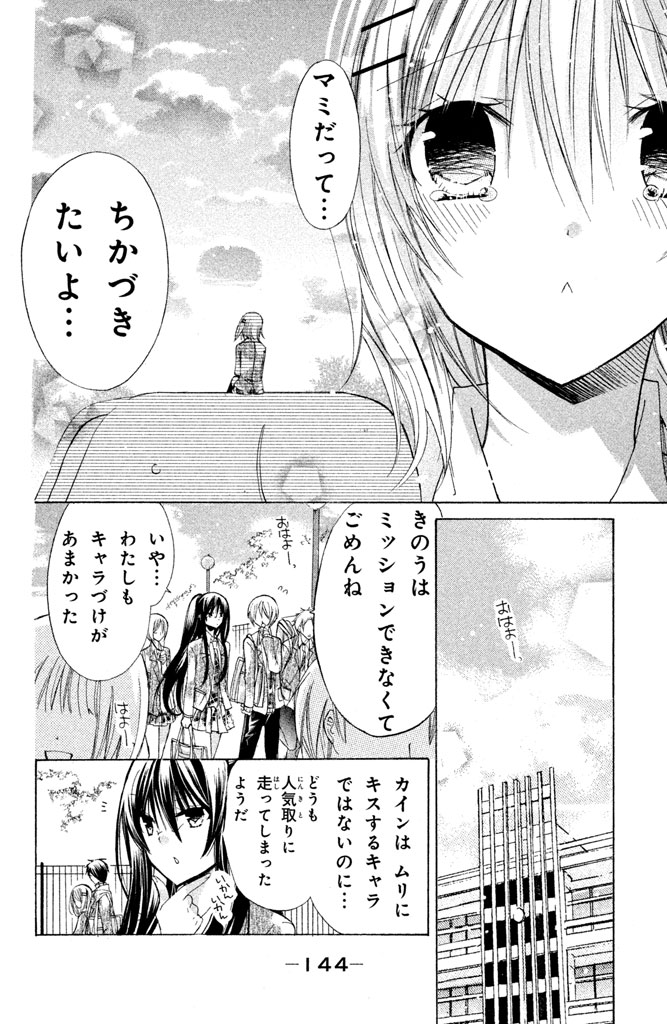 マミだって…
ちかづき
たいよ…
おはよー
きのうは
ミッションできなくて
ごめんね
おはよー、
いや…
わたしも
キャラづけが
あまかった
はよ
カインは ムリに
キスするキャラ
ではないのに…
どうも
人気取りに
走ってしまった
ようだ
いかん
いかん
—144—